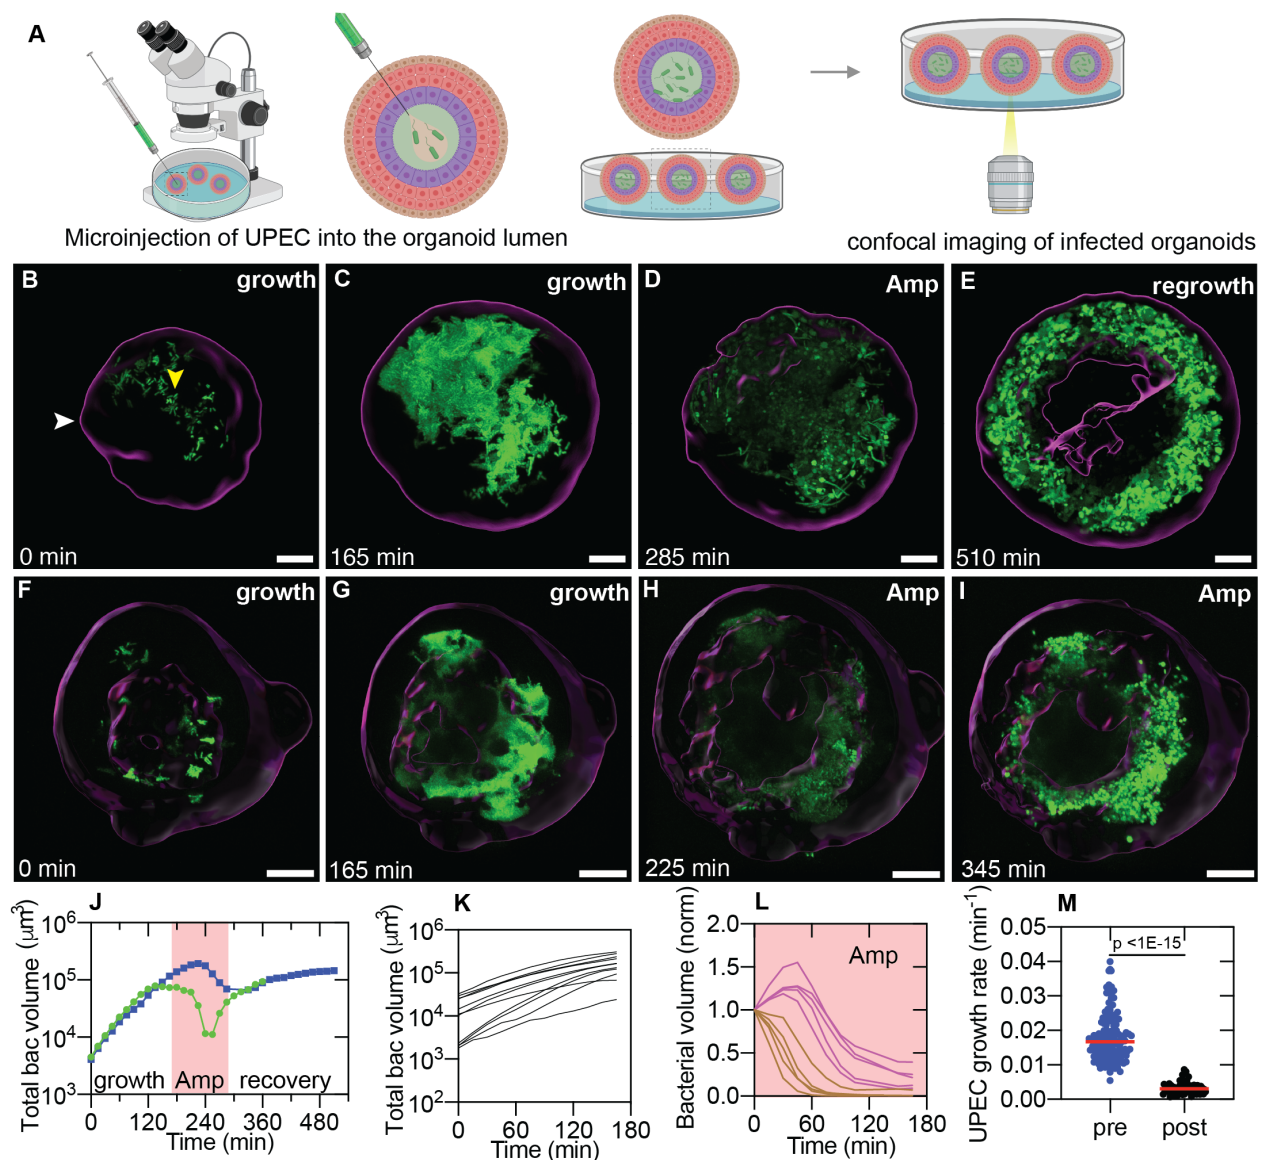 A
Microinjection of UPEC into the organoid lumen
confocal imaging of infected organoids
B growth
0 min
C growth
165 min
D Amp
285 min
E regrowth
510 min
F growth
0 min
G growth
165 min
H Amp
225 min
I Amp
345 min
J
Total bac volume (µm³)
10⁶
10⁵
10⁴
10³
growth Amp recovery
0 120 240 360 480
Time (min)
K
Total bac volume (µm³)
10⁶
10⁵
10⁴
10³
10²
0 60 120 180
Time (min)
L
Bacterial volume (norm)
2.0
1.5
1.0
0.5
0.0
Amp
0 60 120 180
Time (min)
M
UPEC growth rate (min⁻¹)
0.05
0.04
0.03
0.02
0.01
0.00
p <1E-15
pre post